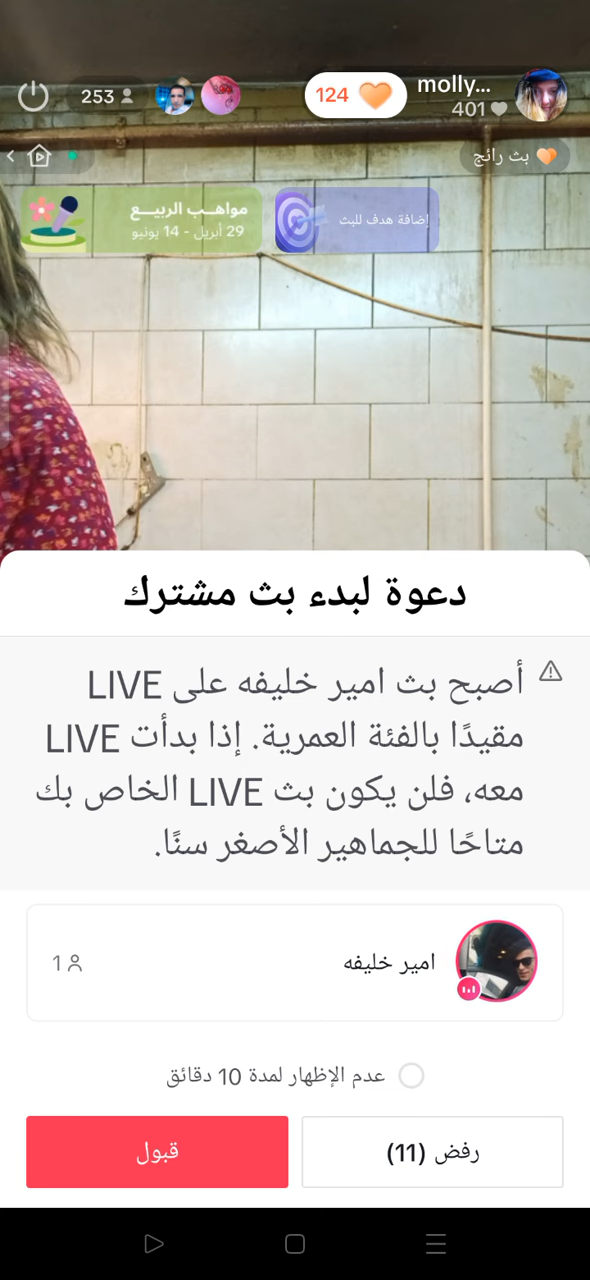 molly...
401
124
253
بث رائج
إضافة هدف للبث
مواهب الربيع
29 أبريل - 14 يونيو
دعوة لبدء بث مشترك
أصبح بث امير خليفه على LIVE
مقيدًا بالفئة العمرية. إذا بدأت LIVE
معه، فلن يكون بث LIVE الخاص بك
متاحًا للجماهير الأصغر سنًا.
امير خليفه
1
عدم الإظهار لمدة 10 دقائق
رفض (11)
قبول